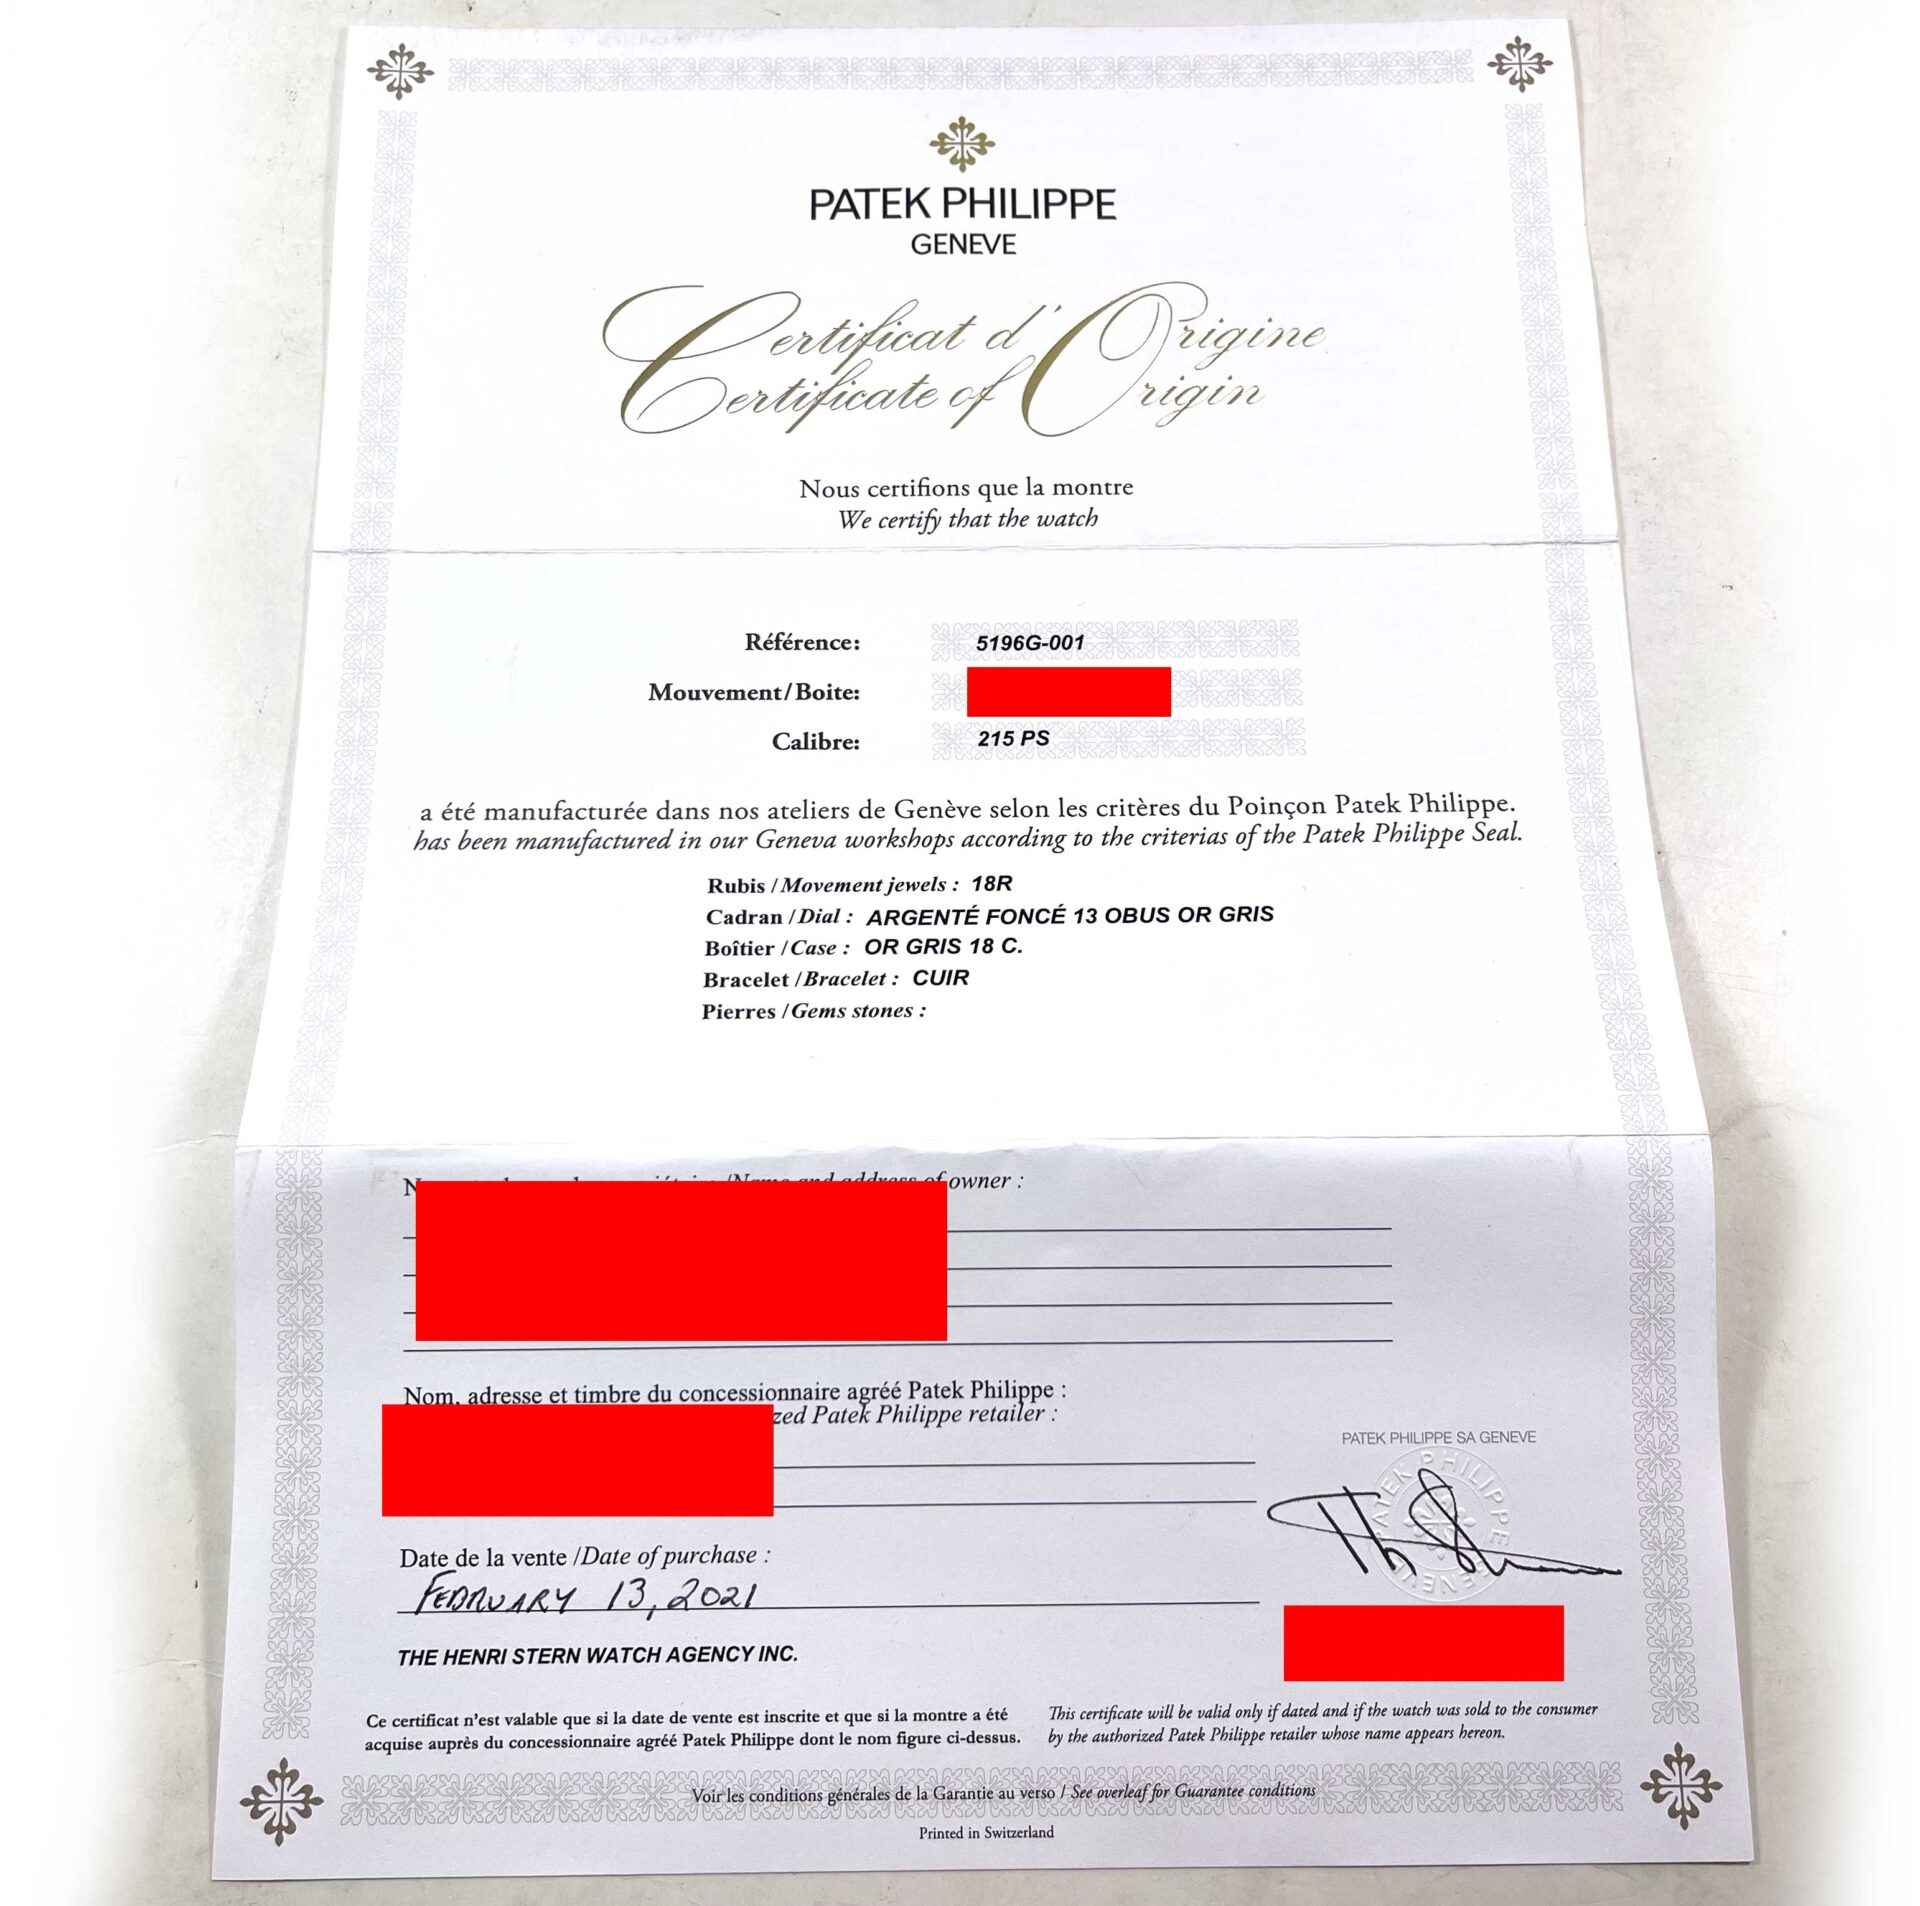 PATEK PHILIPPE
GENEVE
Certificat d'Origine
Certificate of Origin
Nous certifions que la montre
We certify that the watch
Référence: 5196G-001
Mouvement/Boite:
Calibre: 215 PS
a été manufacturée dans nos ateliers de Genève selon les critères du Poinçon Patek Philippe.
has been manufactured in our Geneva workshops according to the criterias of the Patek Philippe Seal.
Rubis /Movement jewels : 18R
Cadran /Dial : ARGENTÉ FONCÉ 13 OBUS OR GRIS
Boîtier /Case : OR GRIS 18 C.
Bracelet /Bracelet : CUIR
Pierres /Gems stones :
/Name and address of owner :
Nom, adresse et timbre du concessionnaire agréé Patek Philippe :
Patek Philippe retailer :
PATEK PHILIPPE SA GENEVE
PATEK PHILIPPE GENEVE
Date de la vente /Date of purchase :
FEBRUARY 13, 2021
THE HENRI STERN WATCH AGENCY INC.
Ce certificat n'est valable que si la date de vente est inscrite et que si la montre a été
acquise auprès du concessionnaire agréé Patek Philippe dont le nom figure ci-dessus.
This certificate will be valid only if dated and if the watch was sold to the consumer
by the authorized Patek Philippe retailer whose name appears hereon.
Voir les conditions générales de la Garantie au verso / See overleaf for Guarantee conditions
Printed in Switzerland